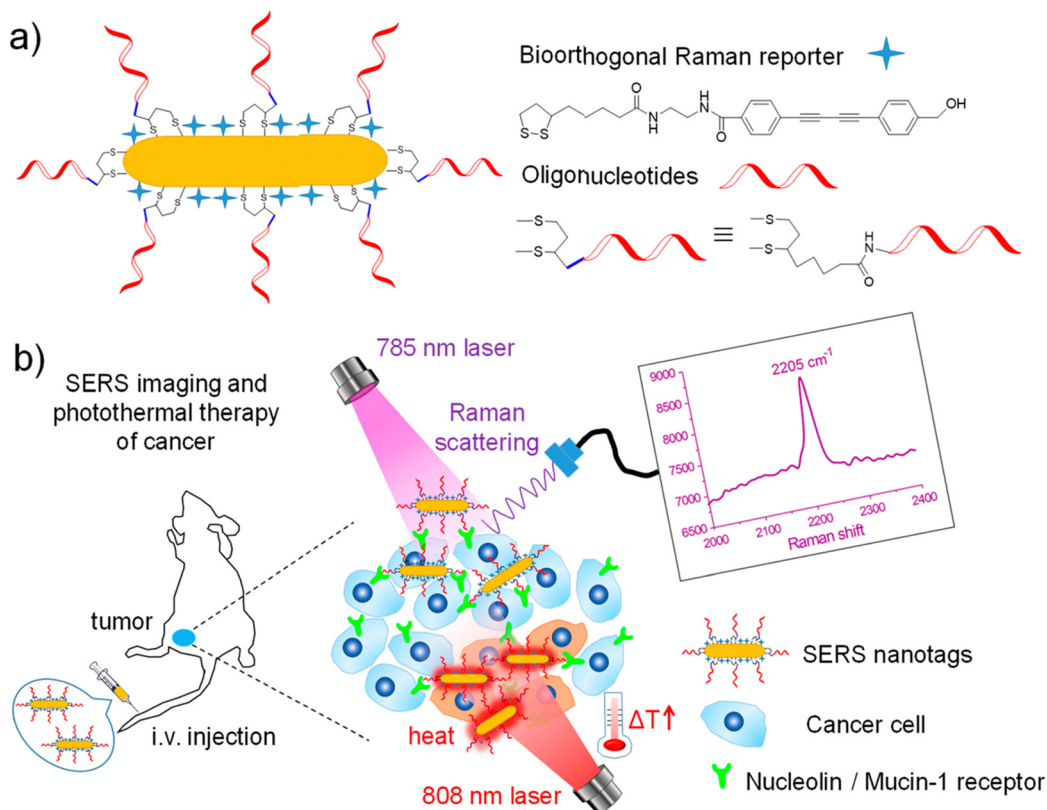 a)
Bioorthogonal Raman reporter
S
S
O
N
H
H
N
O
OH
Oligonucleotides
S
S
≡
S
S
H
N
O
b)
SERS imaging and
photothermal therapy
of cancer
785 nm laser
Raman
scattering
2205 cm-1
9000
8500
8000
7500
7000
6500
2000
2100
2200
2300
2400
Raman shift
tumor
i.v. injection
heat
ΔT↑
808 nm laser
SERS nanotags
Cancer cell
Nucleolin / Mucin-1 receptor